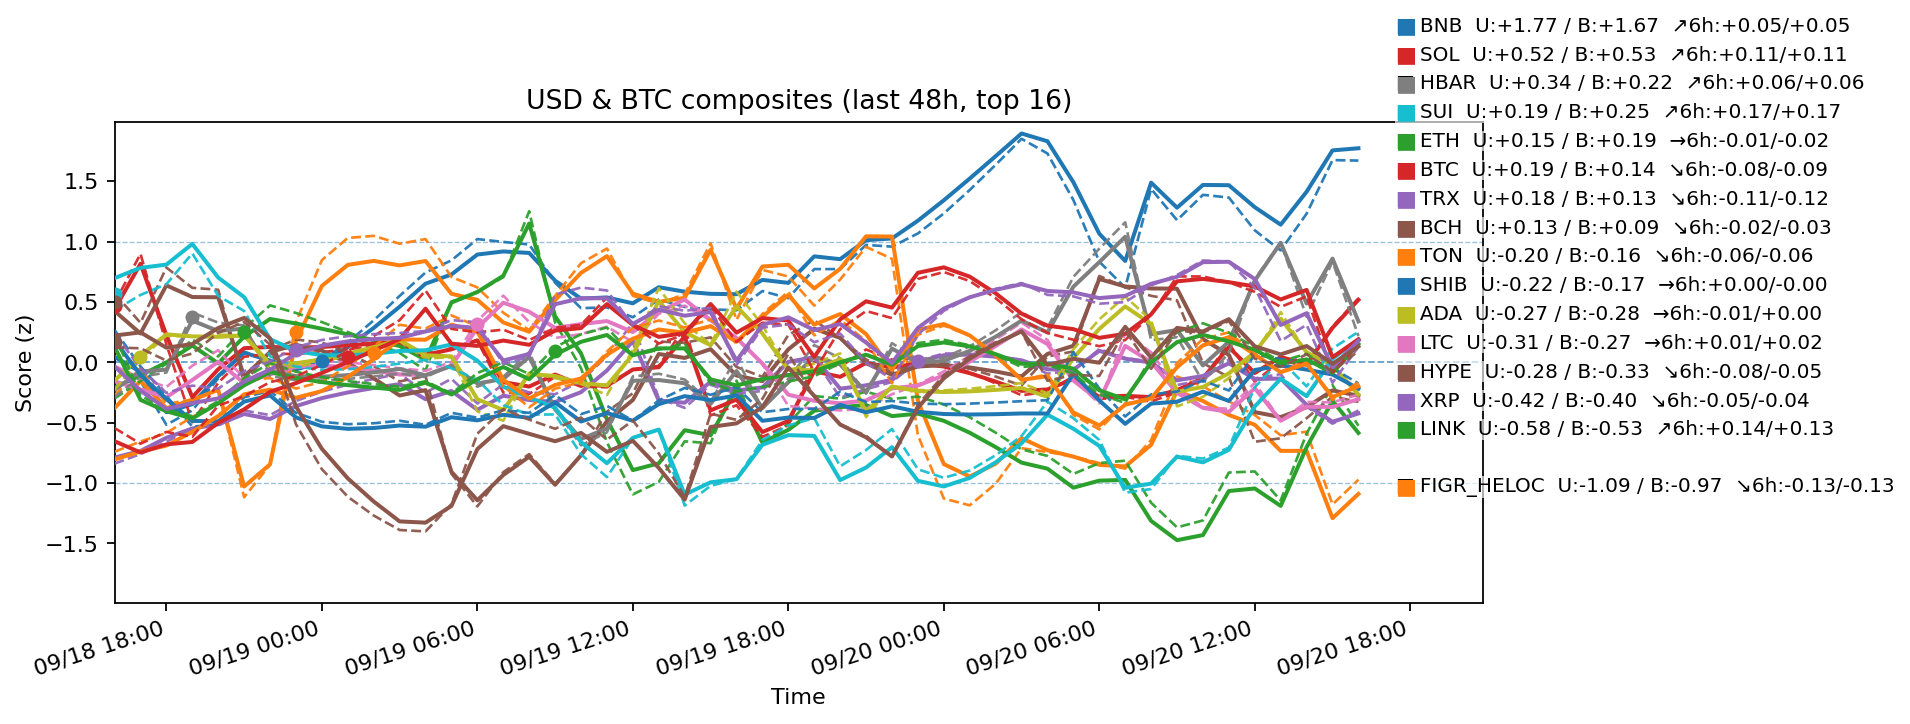 BNB  U:+1.77 / B:+1.67  ↗6h:+0.05/+0.05
SOL  U:+0.52 / B:+0.53  ↗6h:+0.11/+0.11
HBAR  U:+0.34 / B:+0.22  ↗6h:+0.06/+0.06
SUI  U:+0.19 / B:+0.25  ↗6h:+0.17/+0.17
ETH  U:+0.15 / B:+0.19  →6h:-0.01/-0.02
BTC  U:+0.19 / B:+0.14  ↘6h:-0.08/-0.09
TRX  U:+0.18 / B:+0.13  ↘6h:-0.11/-0.12
BCH  U:+0.13 / B:+0.09  ↘6h:-0.02/-0.03
TON  U:-0.20 / B:-0.16  ↘6h:-0.06/-0.06
SHIB  U:-0.22 / B:-0.17  →6h:+0.00/-0.00
ADA  U:-0.27 / B:-0.28  →6h:-0.01/+0.00
LTC  U:-0.31 / B:-0.27  →6h:+0.01/+0.02
HYPE  U:-0.28 / B:-0.33  ↘6h:-0.08/-0.05
XRP  U:-0.42 / B:-0.40  ↘6h:-0.05/-0.04
LINK  U:-0.58 / B:-0.53  ↗6h:+0.14/+0.13
FIGR_HELOC  U:-1.09 / B:-0.97  ↘6h:-0.13/-0.13
USD & BTC composites (last 48h, top 16)
Score (z)
1.5
1.0
0.5
0.0
−0.5
−1.0
−1.5
09/18 18:00
09/19 00:00
09/19 06:00
09/19 12:00
09/19 18:00
09/20 00:00
09/20 06:00
09/20 12:00
09/20 18:00
Time